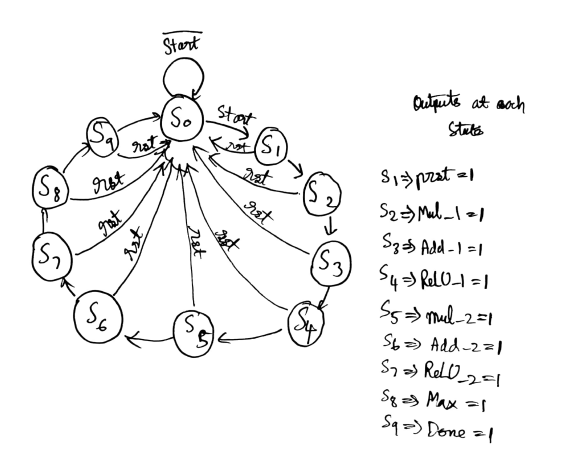 Start
S0
Start
S1
rst
S2
rst
S3
rst
S4
rst
S5
rst
S6
rst
S7
rst
S8
rst
S9
rst
Outputs at each
State
S1 => prst = 1
S2 => Mul_1 = 1
S3 => Add_1 = 1
S4 => RelU_1 = 1
S5 => mul_2 = 1
S6 => Add_2 = 1
S7 => RelU_2 = 1
S8 => Max = 1
S9 => Done = 1